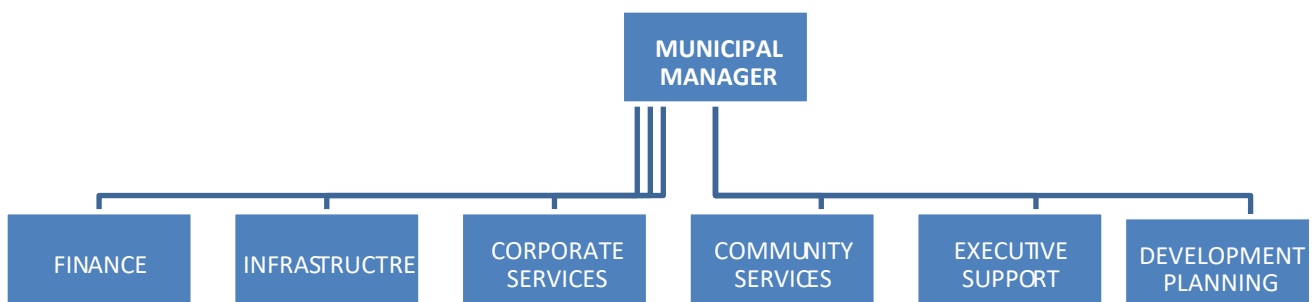 MUNICIPAL
MANAGER
FINANCE
INFRASTRUCTRE
CORPORATE
SERVICES
COMMUNITY
SERVICES
EXECUTIVE
SUPPORT
DEVELOPMENT
PLANNING